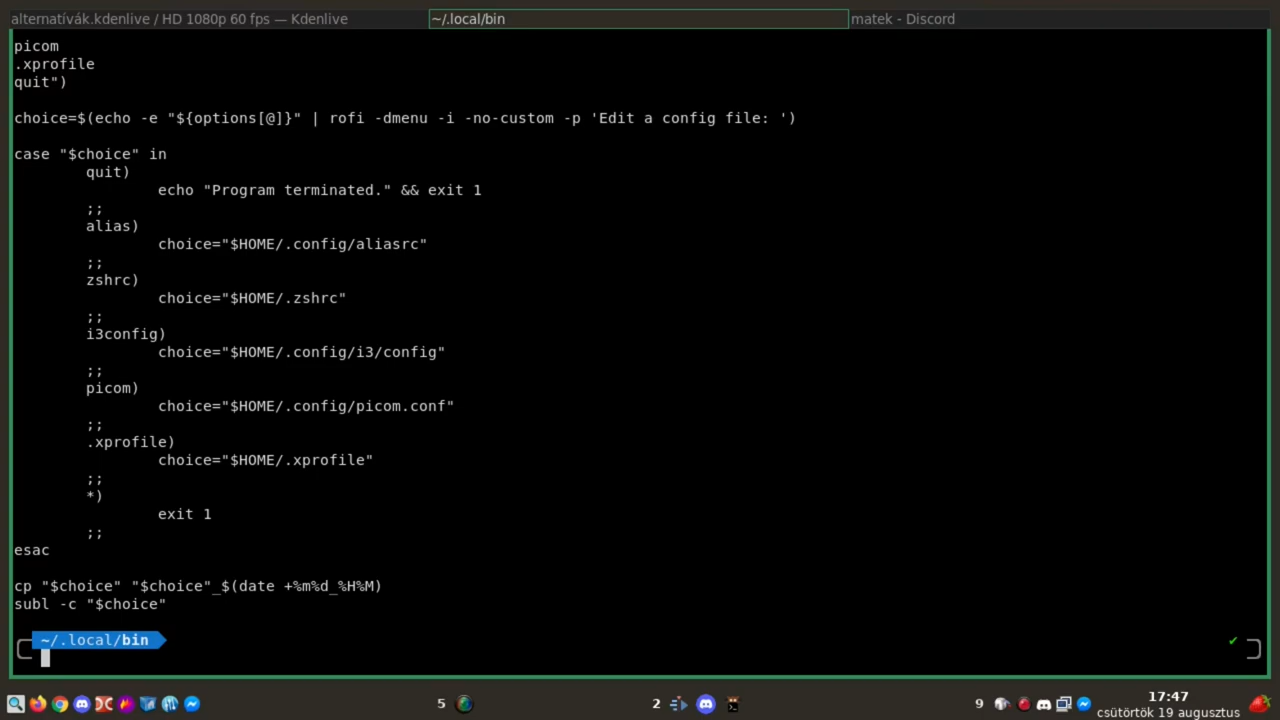 alternatívák.kdenlive / HD 1080p 60 fps — Kdenlive
~/.local/bin
matek - Discord
picom
.xprofile
quit")
choice=$(echo -e "${options[@]}" | rofi -dmenu -i -no-custom -p 'Edit a config file: ')
case "$choice" in
quit)
echo "Program terminated." && exit 1
;;
alias)
choice="$HOME/.config/aliasrc"
;;
zshrc)
choice="$HOME/.zshrc"
;;
i3config)
choice="$HOME/.config/i3/config"
;;
picom)
choice="$HOME/.config/picom.conf"
;;
.xprofile)
choice="$HOME/.xprofile"
;;
*)
exit 1
;;
esac
cp "$choice" "$choice"_$(date +%m%d_%H%M)
subl -c "$choice"
~/.local/bin
5
2
9
17:47
csütörtök 19 augusztus